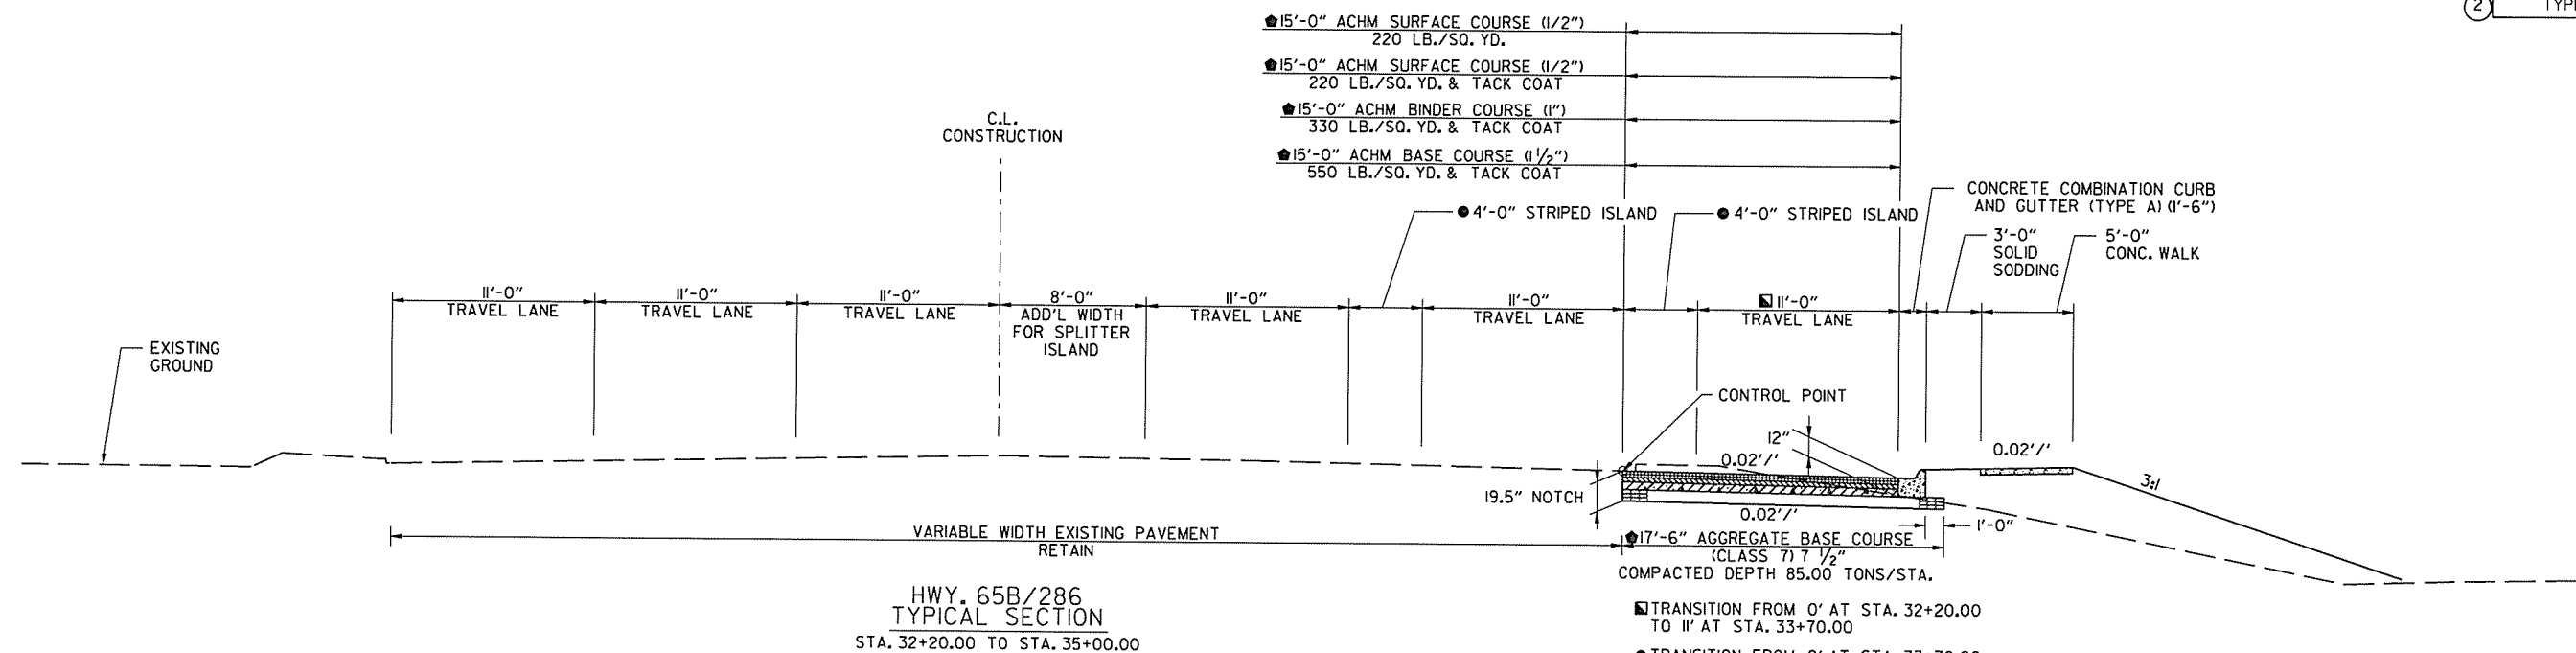 2 TYP
⬟15'-0" ACHM SURFACE COURSE (1/2")
220 LB./SQ. YD.
⬟15'-0" ACHM SURFACE COURSE (1/2")
220 LB./SQ. YD. & TACK COAT
⬟15'-0" ACHM BINDER COURSE (1")
330 LB./SQ. YD. & TACK COAT
⬟15'-0" ACHM BASE COURSE (1 1/2")
550 LB./SQ. YD. & TACK COAT
C.L.
CONSTRUCTION
CONCRETE COMBINATION CURB
AND GUTTER (TYPE A) (1'-6")
● 4'-0" STRIPED ISLAND
● 4'-0" STRIPED ISLAND
3'-0"
SOLID
SODDING
5'-0"
CONC. WALK
11'-0"
TRAVEL LANE
11'-0"
TRAVEL LANE
11'-0"
TRAVEL LANE
8'-0"
ADD'L WIDTH
FOR SPLITTER
ISLAND
11'-0"
TRAVEL LANE
11'-0"
TRAVEL LANE
11'-0"
TRAVEL LANE
EXISTING
GROUND
CONTROL POINT
12"
0.02'/'
0.02'/'
19.5" NOTCH
3:1
0.02'/'
1'-0"
VARIABLE WIDTH EXISTING PAVEMENT
RETAIN
⬟17'-6" AGGREGATE BASE COURSE
(CLASS 7) 7 1/2"
COMPACTED DEPTH 85.00 TONS/STA.
HWY. 65B/286
TYPICAL SECTION
STA. 32+20.00 TO STA. 35+00.00
TRANSITION FROM 0' AT STA. 32+20.00
TO 11' AT STA. 33+70.00